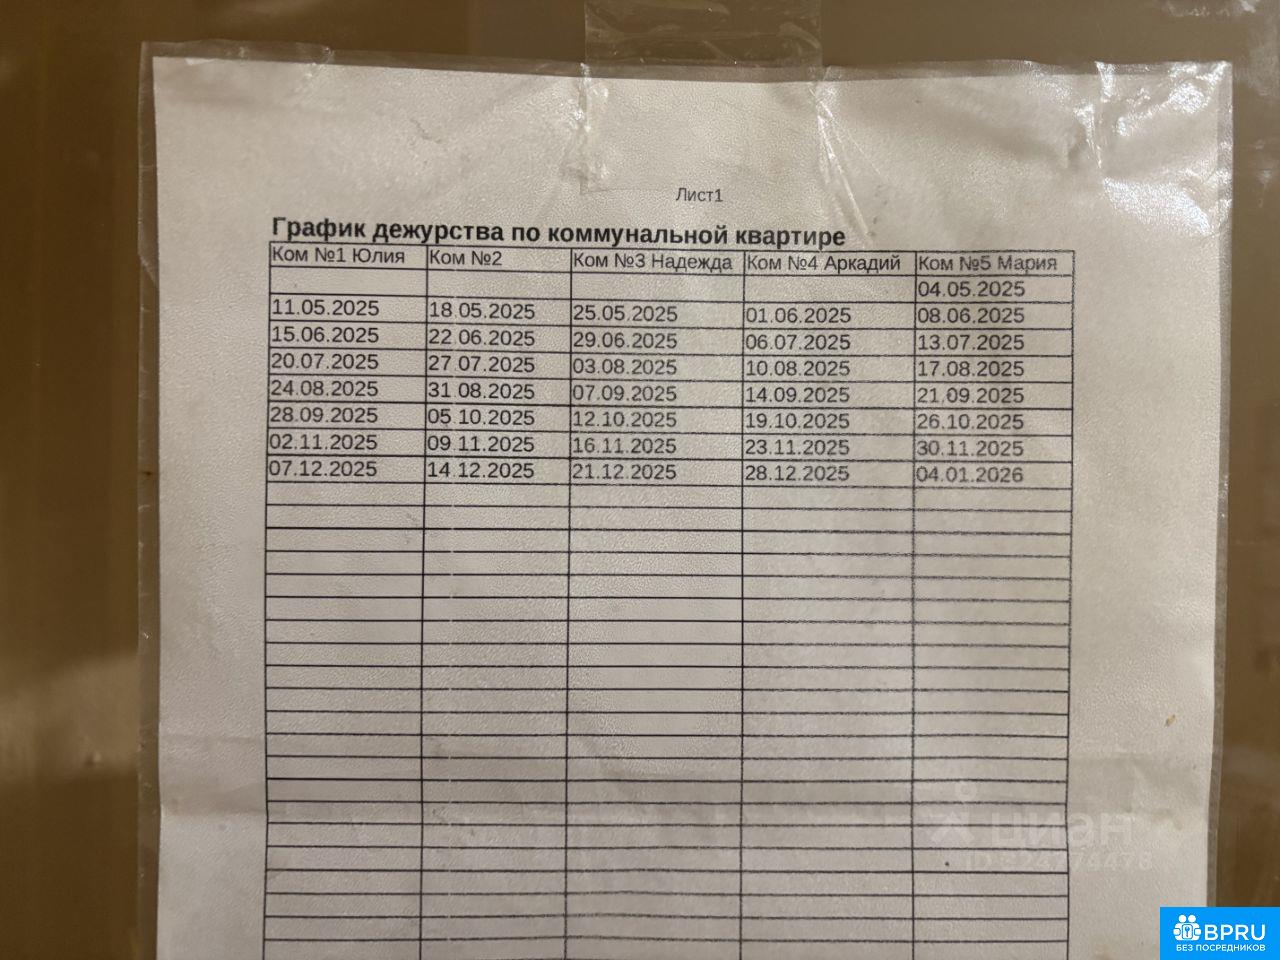 Лист1
График дежурства по коммунальной квартире
Ком №1 Юлия Ком №2 Ком №3 Надежда Ком №4 Аркадий Ком №5 Мария
04.05.2025
11.05.2025 18.05.2025 25.05.2025 01.06.2025 08.06.2025
15.06.2025 22.06.2025 29.06.2025 06.07.2025 13.07.2025
20.07.2025 27.07.2025 03.08.2025 10.08.2025 17.08.2025
24.08.2025 31.08.2025 07.09.2025 14.09.2025 21.09.2025
28.09.2025 05.10.2025 12.10.2025 19.10.2025 26.10.2025
02.11.2025 09.11.2025 16.11.2025 23.11.2025 30.11.2025
07.12.2025 14.12.2025 21.12.2025 28.12.2025 04.01.2026
циан
BPRU
БЕЗ ПОСРЕДНИКОВ